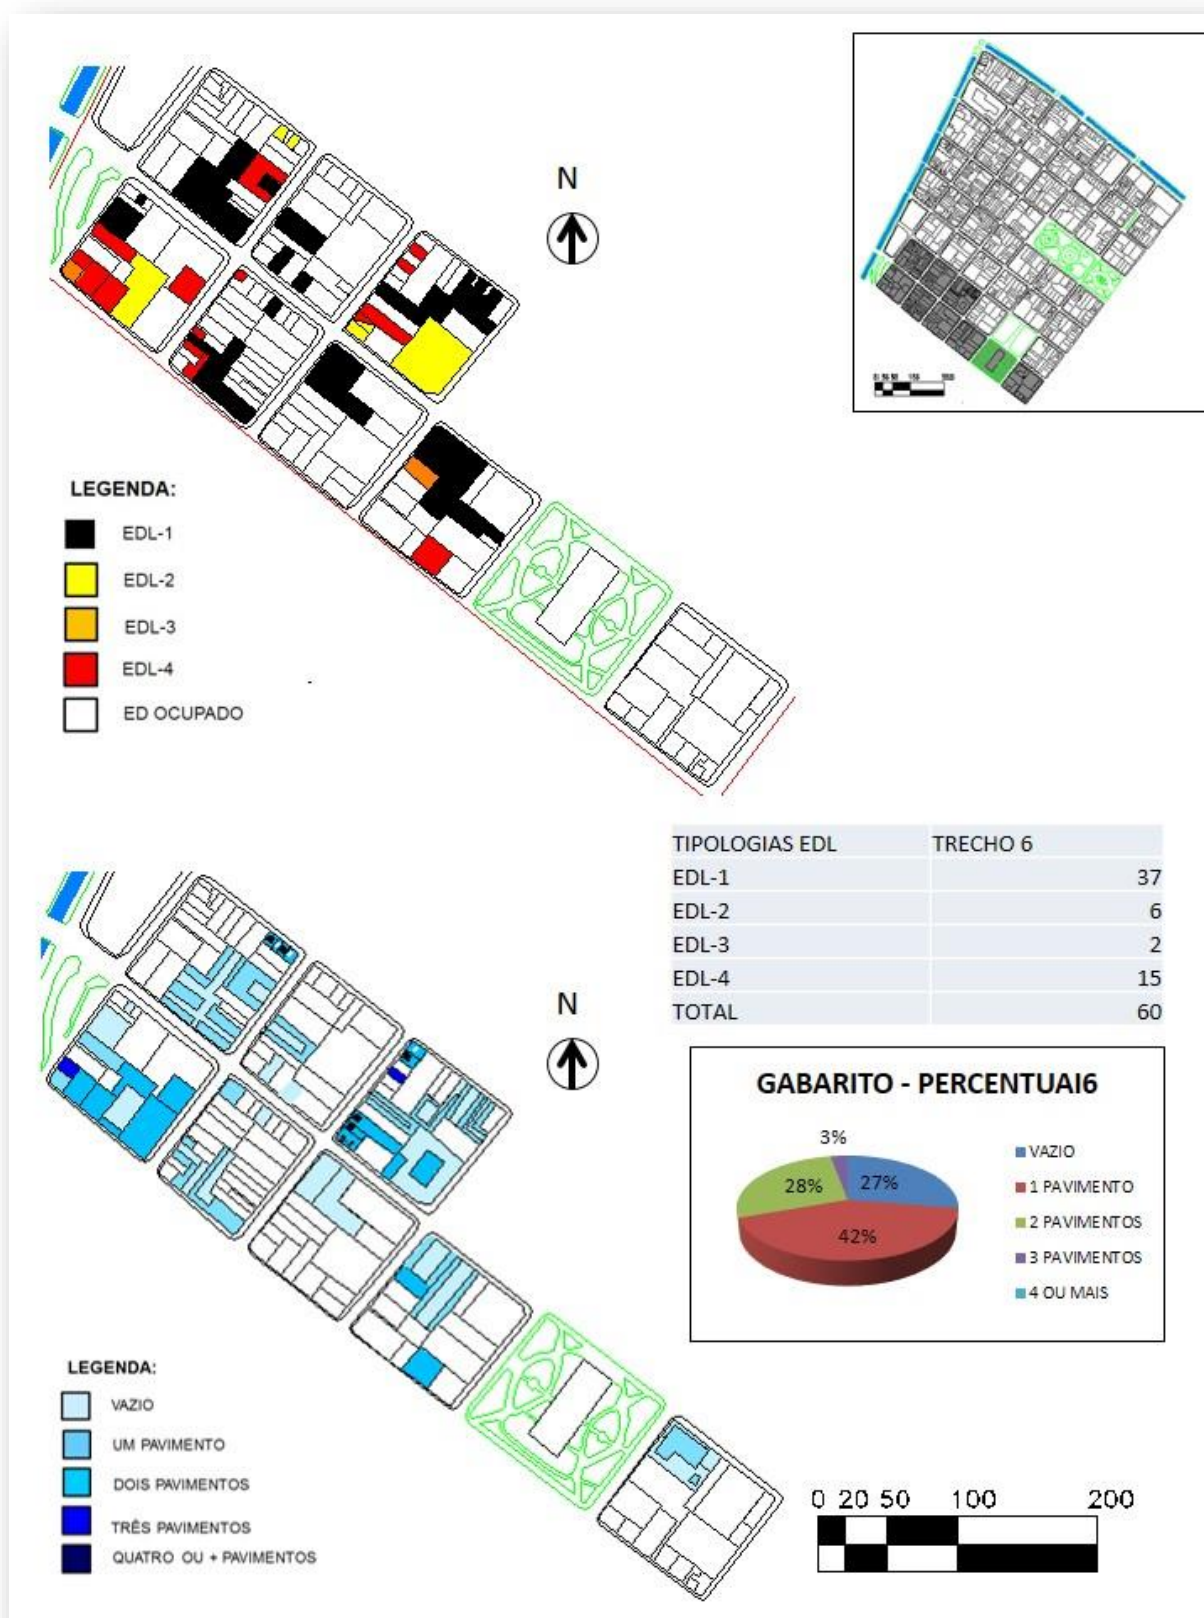 N
LEGENDA:
EDL-1
EDL-2
EDL-3
EDL-4
ED OCUPADO
TIPOLOGIAS EDL TRECHO 6
EDL-1 37
EDL-2 6
EDL-3 2
EDL-4 15
TOTAL 60
N
GABARITO - PERCENTUAI6
3%
28%
27%
42%
VAZIO
1 PAVIMENTO
2 PAVIMENTOS
3 PAVIMENTOS
4 OU MAIS
LEGENDA:
VAZIO
UM PAVIMENTO
DOIS PAVIMENTOS
TRÊS PAVIMENTOS
QUATRO OU + PAVIMENTOS
0 20 50 100 200